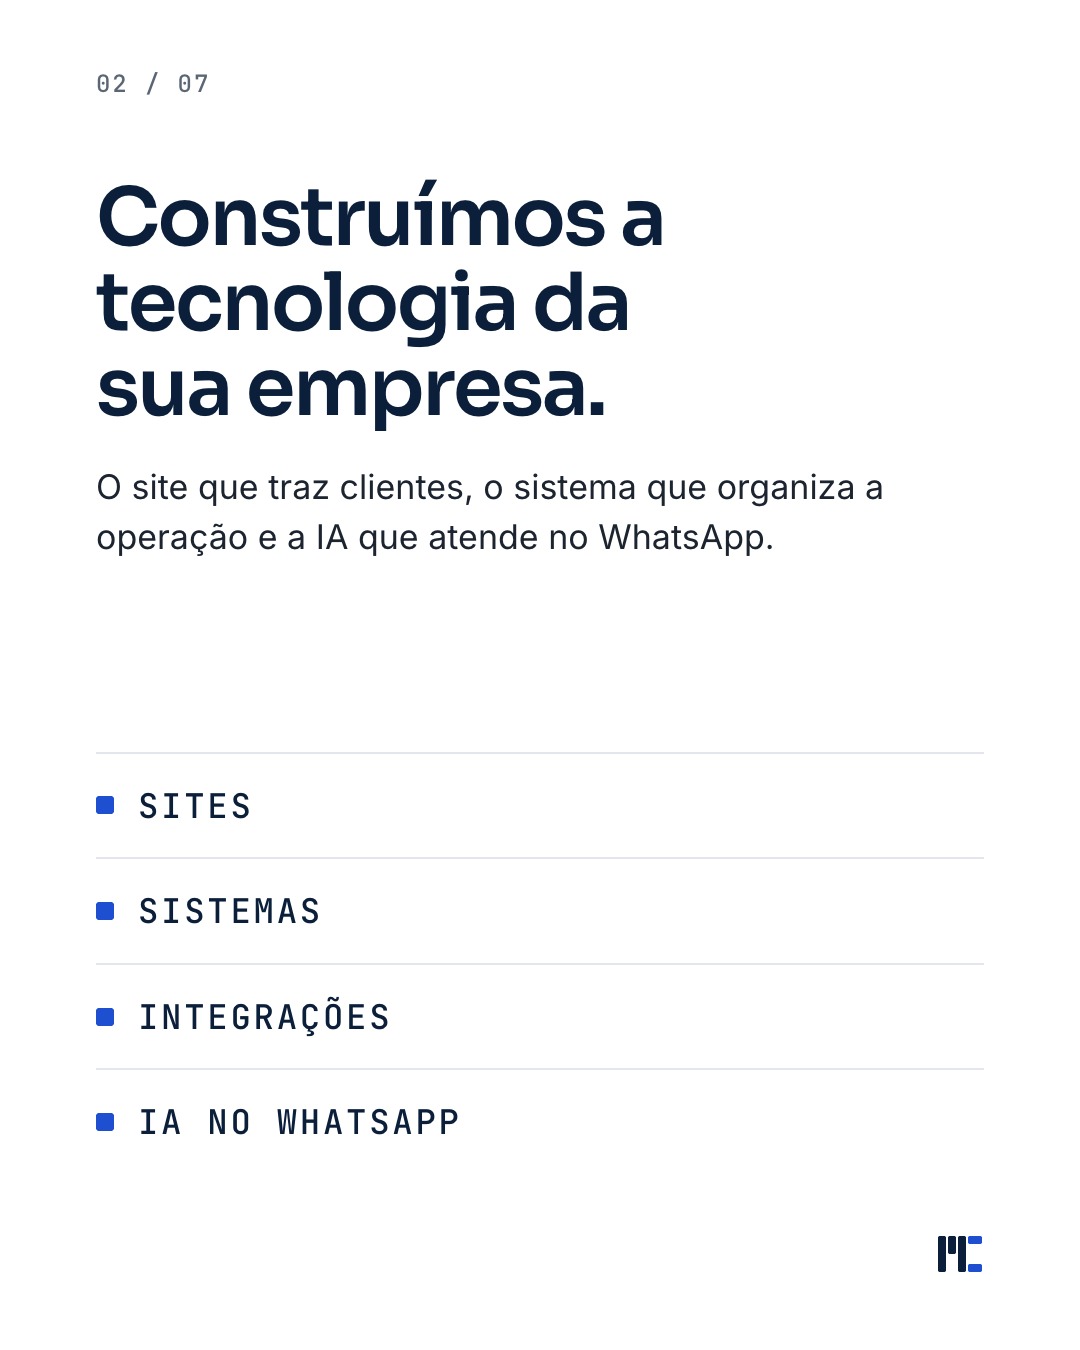 02 / 07
Construímos a
tecnologia da
sua empresa.
O site que traz clientes, o sistema que organiza a
operação e a IA que atende no WhatsApp.
SITES
SISTEMAS
INTEGRAÇÕES
IA NO WHATSAPP
MC